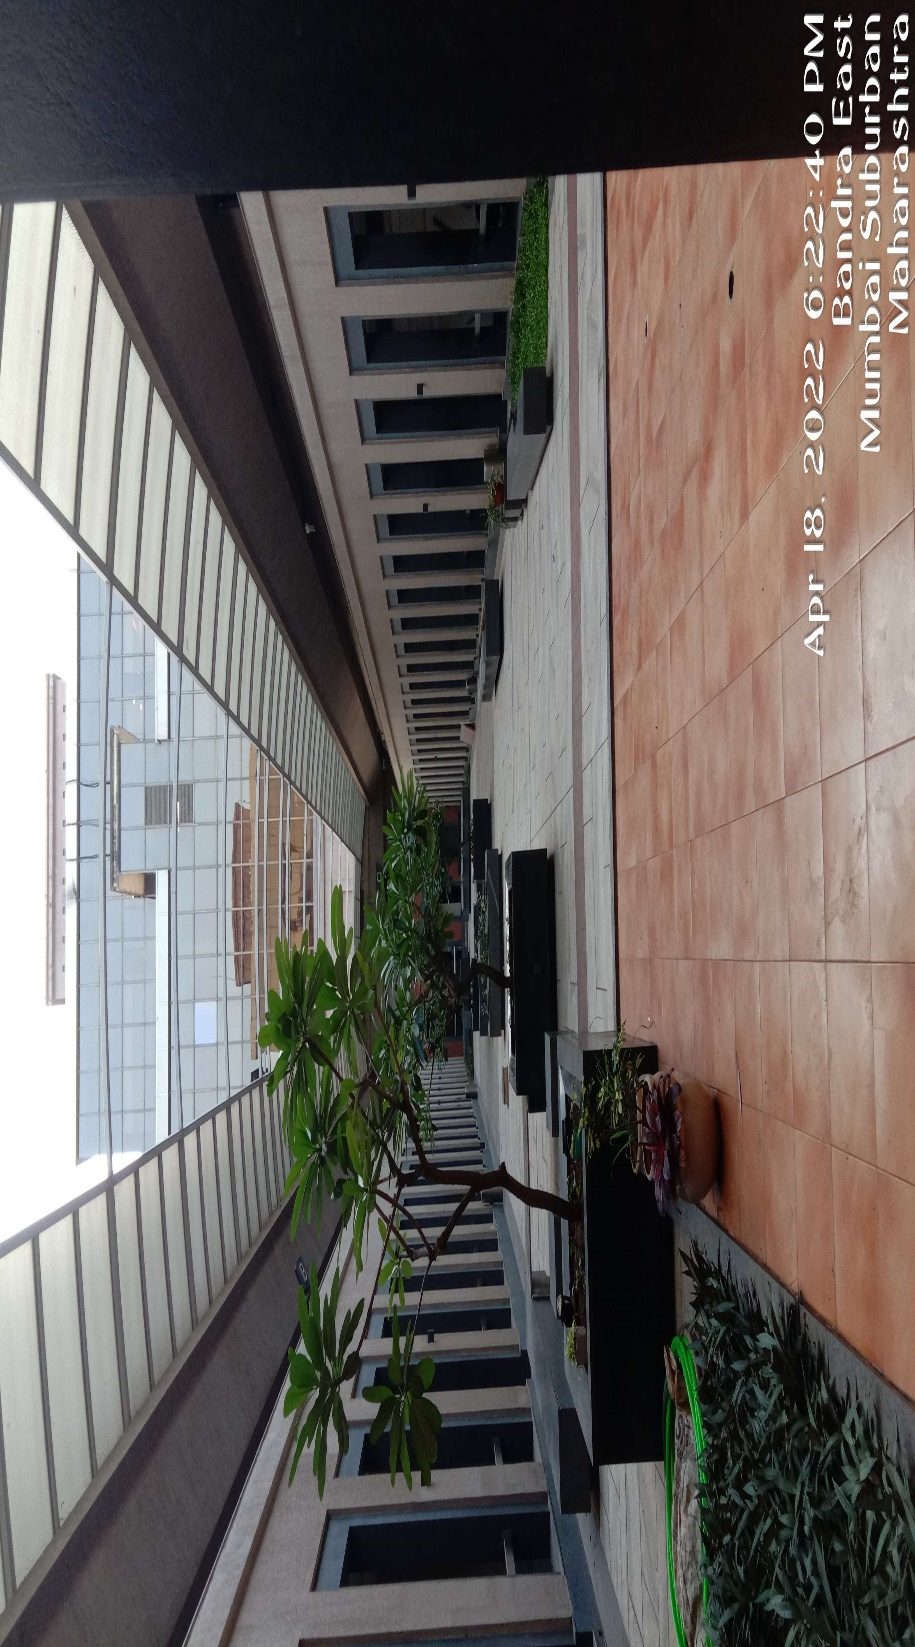 Apr 18, 2022 6:22:40 PM
Bandra East
Mumbai Suburban
Maharashtra